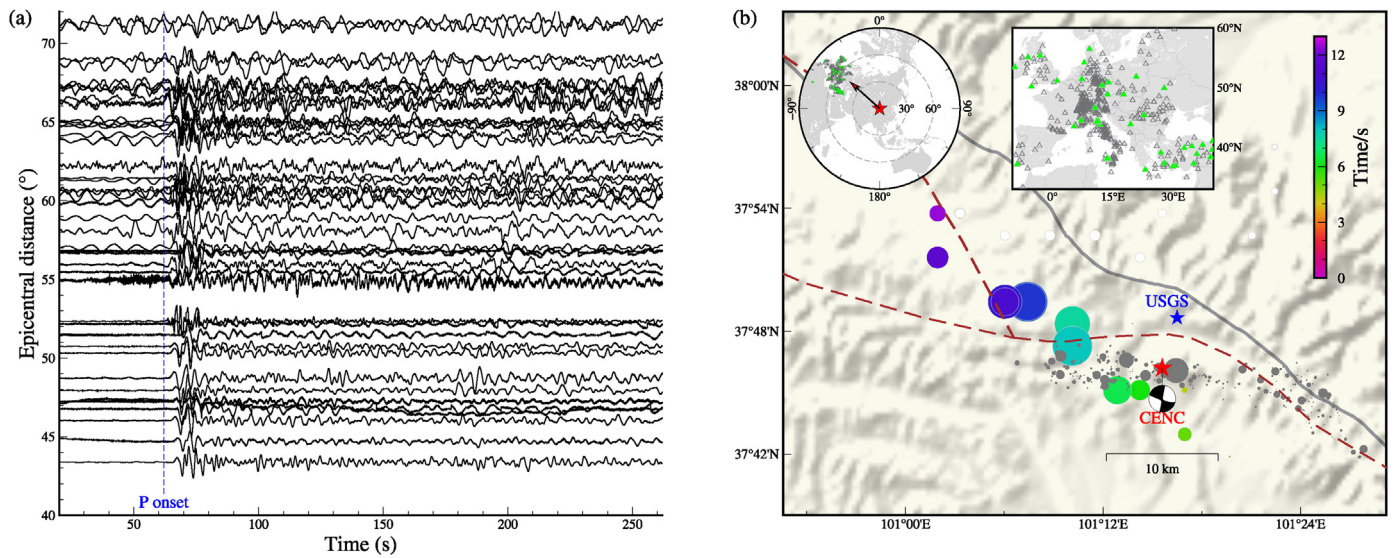 (a)
72
65
60
55
50
45
40
Epicentral distance (°)
P onset
50
100
150
200
250
Time (s)
(b)
0°
-90°
30°
60°
90°
180°
60°N
50°N
40°N
0°
15°E
30°E
12
9
6
3
0
Time/s
38°00′N
37°54′N
37°48′N
37°42′N
USGS
CENC
10 km
101°00′E
101°12′E
101°24′E